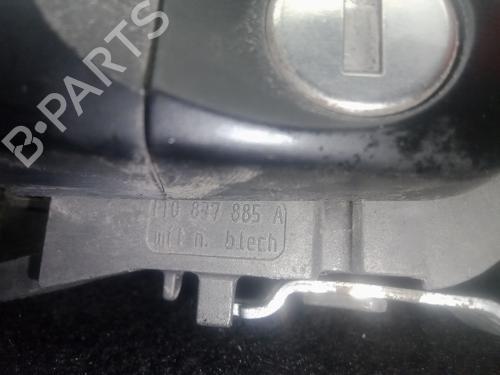 B-PARTS
1T0 837 885 A
mit n. blech